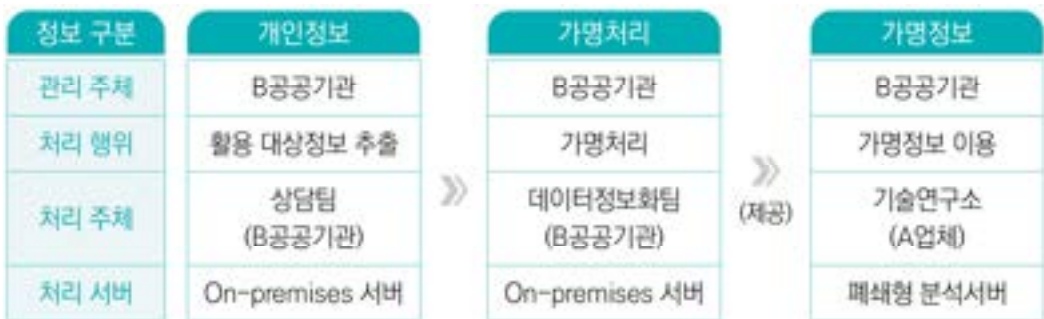 정보 구분 개인정보 가명처리 가명정보
관리 주체 B공공기관 B공공기관 B공공기관
처리 행위 활용 대상정보 추출 가명처리 가명정보 이용
처리 주체 상담팀 데이터정보화팀 (제공) 기술연구소
(B공공기관) (B공공기관) (A업체)
처리 서버 On-premises 서버 On-premises 서버 폐쇄형 분석서버